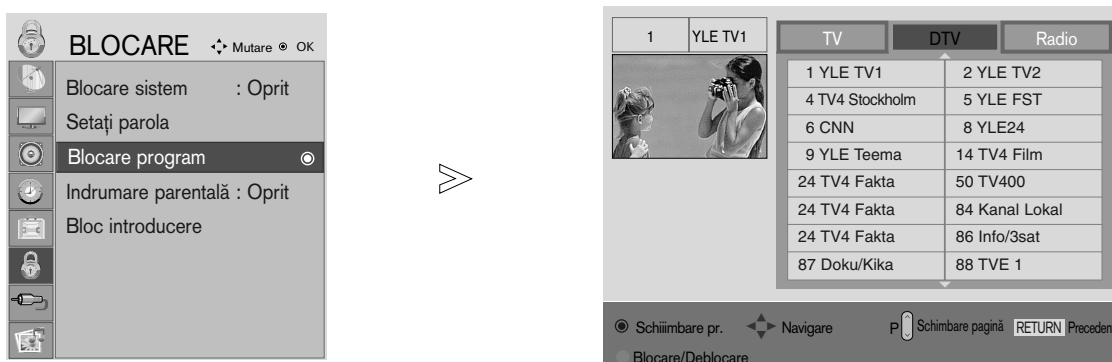 BLOCARE Mutare OK
Blocare sistem : Oprit
Setaţi parola
Blocare program
Indrumare parentală : Oprit
Bloc introducere
1 YLE TV1
TV DTV Radio
1 YLE TV1 2 YLE TV2
4 TV4 Stockholm 5 YLE FST
6 CNN 8 YLE24
9 YLE Teema 14 TV4 Film
24 TV4 Fakta 50 TV400
24 TV4 Fakta 84 Kanal Lokal
24 TV4 Fakta 86 Info/3sat
87 Doku/Kika 88 TVE 1
Schiiimbare pr. Navigare P Schimbare pagină RETURN Preceden
Blocare/Deblocare